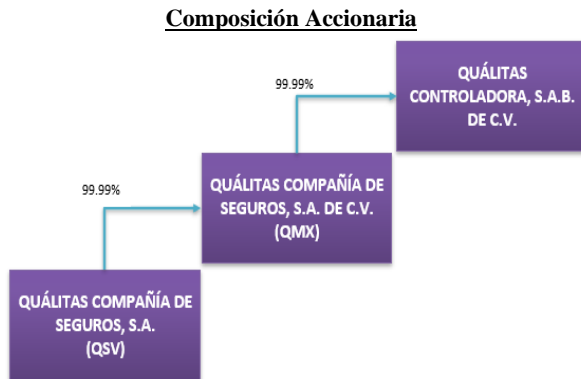 Composición Accionaria
99.99%
QUÁLITAS
CONTROLADORA, S.A.B.
DE C.V.
99.99%
QUÁLITAS COMPAÑÍA DE
SEGUROS, S.A. DE C.V.
(QMX)
QUÁLITAS COMPAÑÍA DE
SEGUROS, S.A.
(QSV)